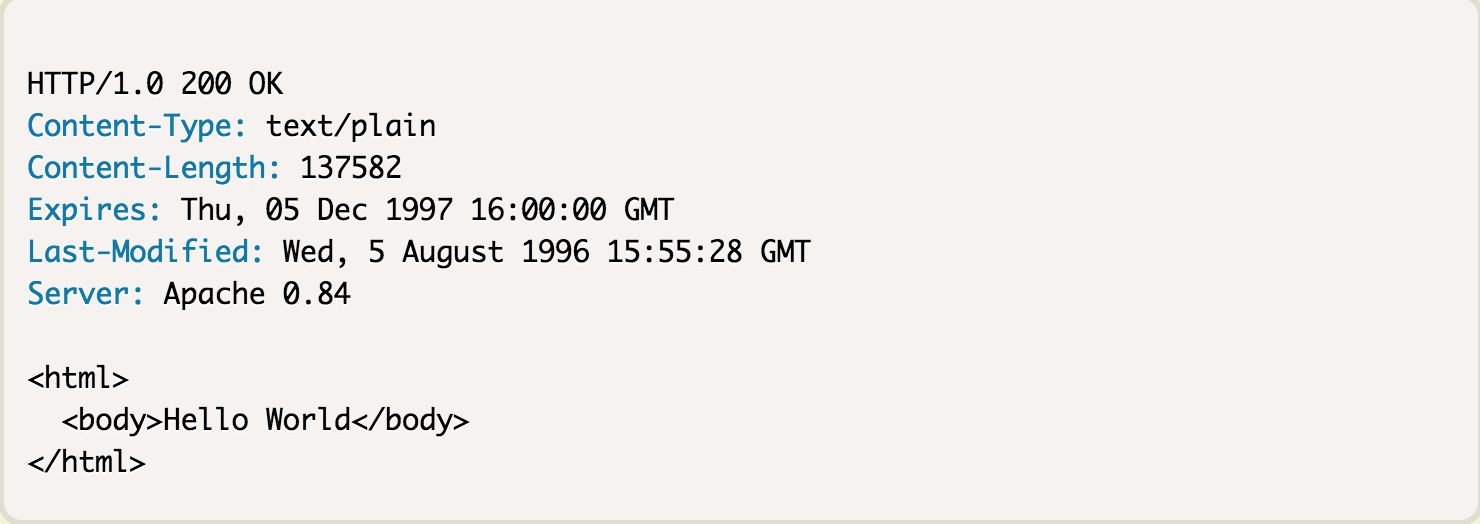 HTTP/1.0 200 OK
Content-Type: text/plain
Content-Length: 137582
Expires: Thu, 05 Dec 1997 16:00:00 GMT
Last-Modified: Wed, 5 August 1996 15:55:28 GMT
Server: Apache 0.84

<html>
  <body>Hello World</body>
</html>